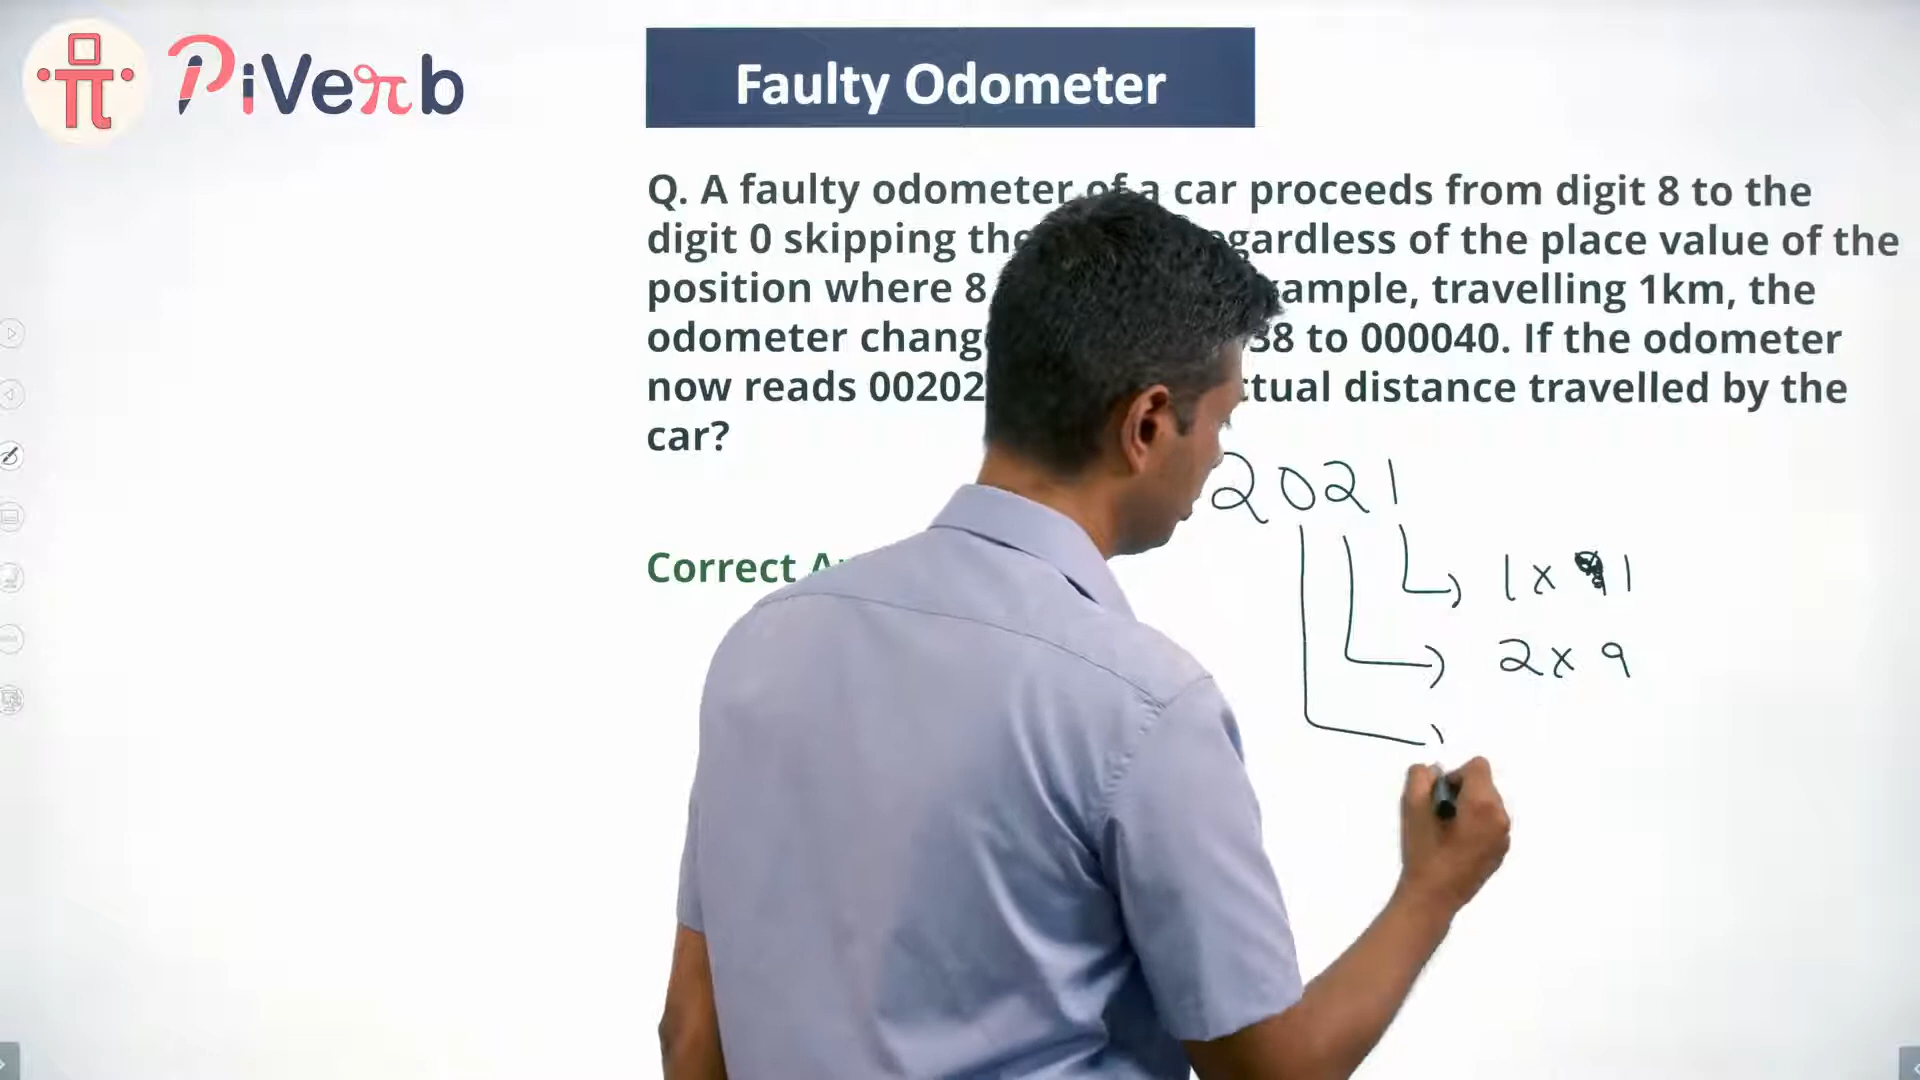 PiVerb
Faulty Odometer
Q. A faulty odometer of a car proceeds from digit 8 to the
digit 0 skipping the gardless of the place value of the
position where 8 ample, travelling 1km, the
odometer chang 38 to 000040. If the odometer
now reads 00202 ctual distance travelled by the
car?
2021
Correct A
1 x 1
2 x 9